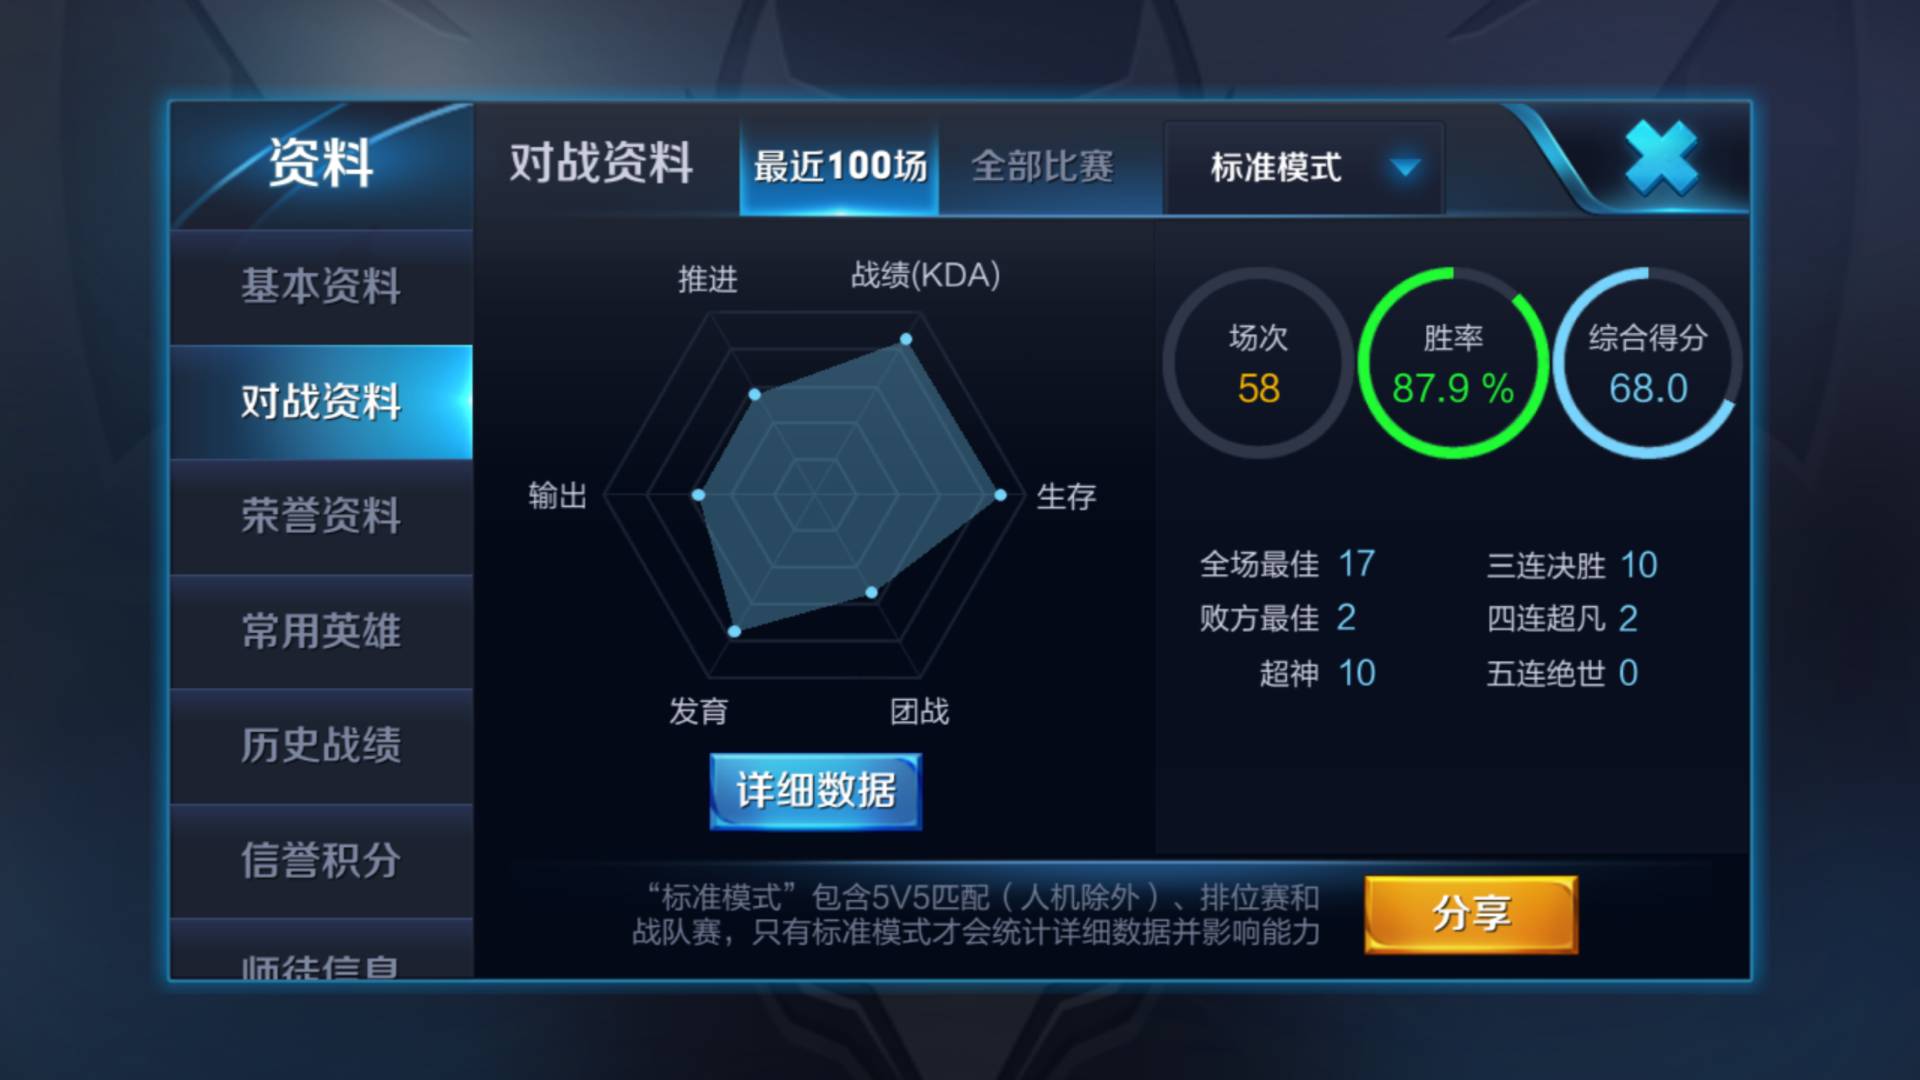 资料
对战资料
最近100场
全部比赛
标准模式
基本资料
对战资料
荣誉资料
常用英雄
历史战绩
信誉积分
师徒信息
推进
战绩(KDA)
输出
生存
发育
团战
详细数据
场次
58
胜率
87.9 %
综合得分
68.0
全场最佳 17
三连决胜 10
败方最佳 2
四连超凡 2
超神 10
五连绝世 0
“标准模式”包含5V5匹配（人机除外）、排位赛和
战队赛，只有标准模式才会统计详细数据并影响能力
分享